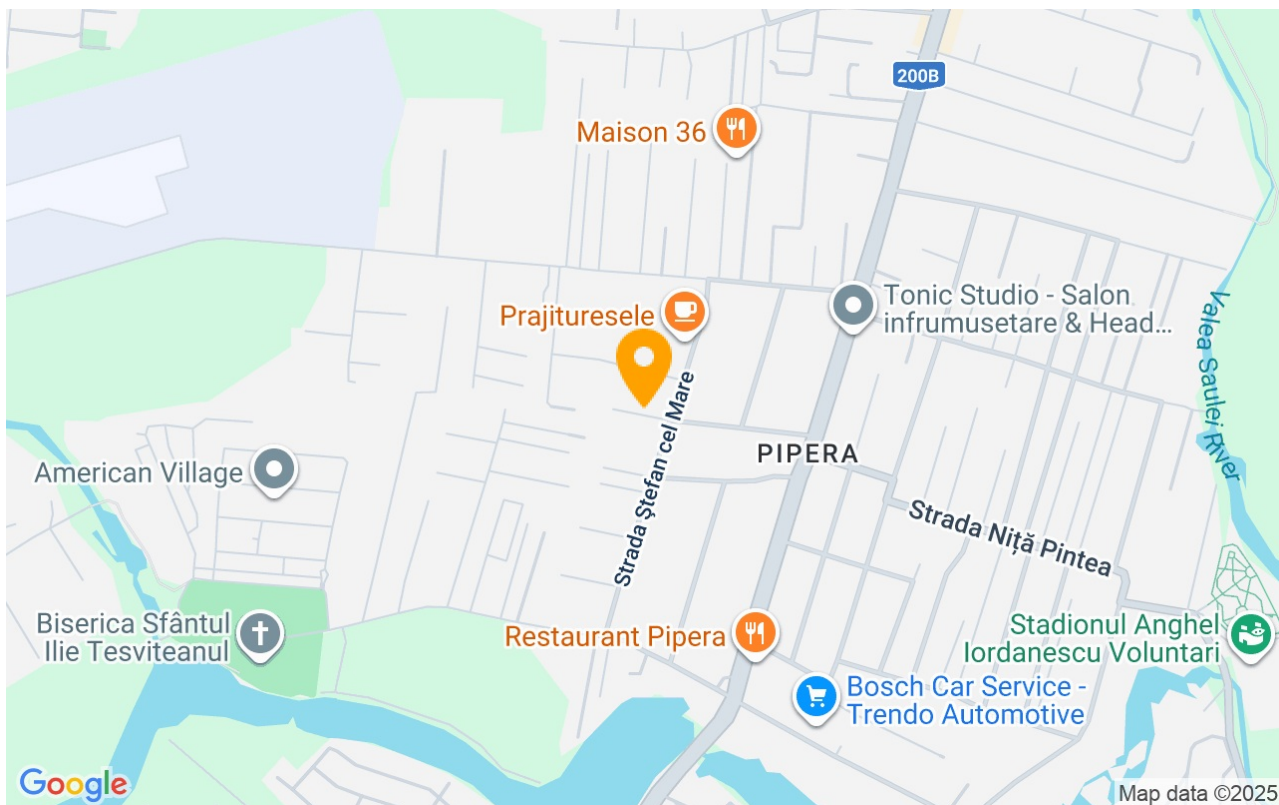 200B
Maison 36
Tonic Studio - Salon
infrumusetare & Head...
Prajituresele
Valea Saulei River
Strada Ștefan cel Mare
PIPERA
American Village
Strada Niță Pintea
Biserica Sfântul
Ilie Tesviteanul
Restaurant Pipera
Stadionul Anghel
Iordanescu Voluntari
Bosch Car Service -
Trendo Automotive
Google
Map data ©2025